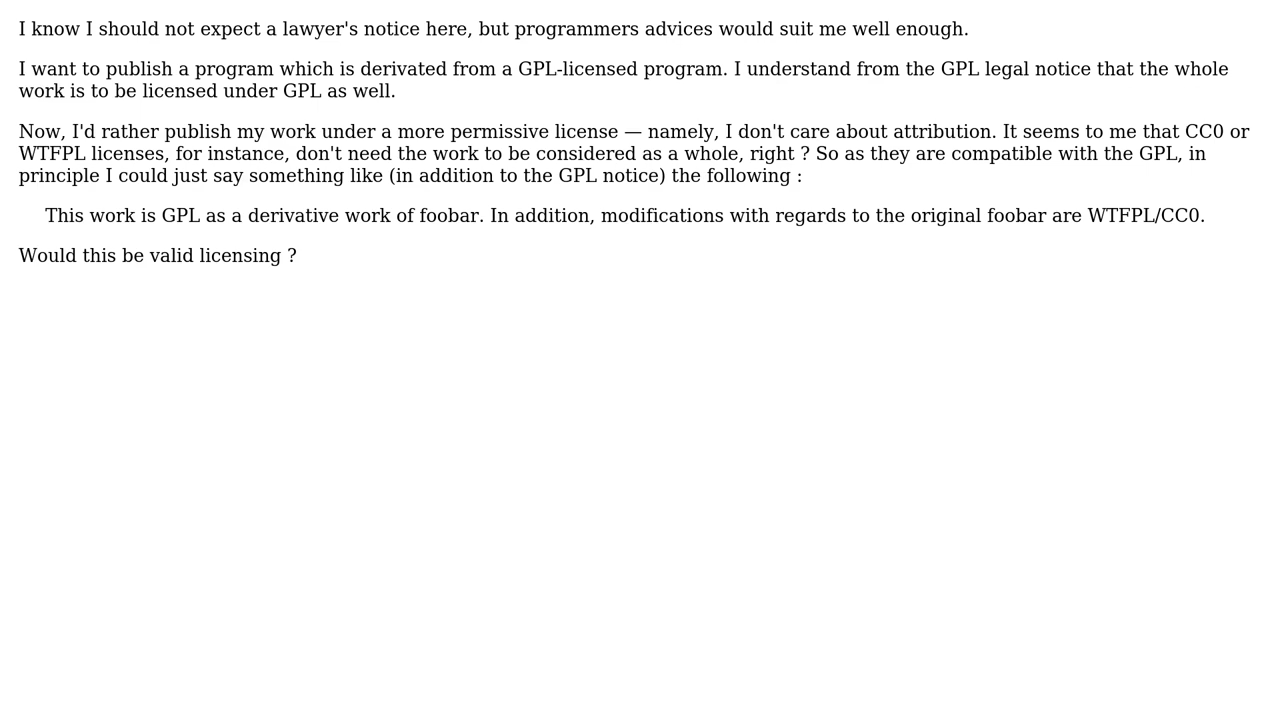 I know I should not expect a lawyer's notice here, but programmers advices would suit me well enough.
I want to publish a program which is derivated from a GPL-licensed program. I understand from the GPL legal notice that the whole
work is to be licensed under GPL as well.
Now, I'd rather publish my work under a more permissive license — namely, I don't care about attribution. It seems to me that CC0 or
WTFPL licenses, for instance, don't need the work to be considered as a whole, right ? So as they are compatible with the GPL, in
principle I could just say something like (in addition to the GPL notice) the following :
This work is GPL as a derivative work of foobar. In addition, modifications with regards to the original foobar are WTFPL/CC0.
Would this be valid licensing ?